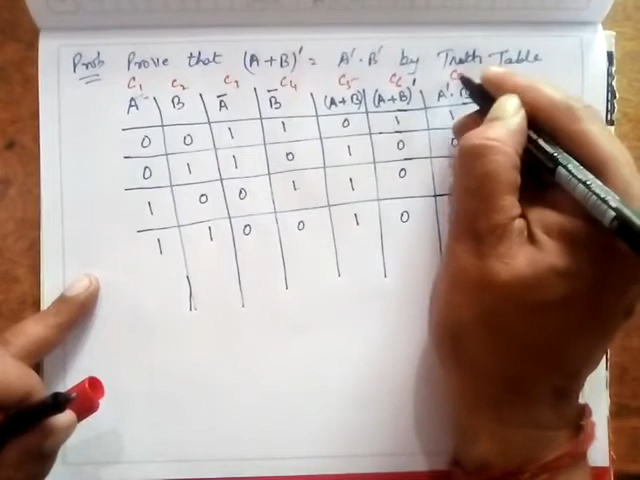 Prob Prove that (A+B)' = A'·B' by Truth Table
C1 C2 C3 C4 C5 C6
A B Ā B̄ (A+B) (A+B)' A'·B
0 0 1 1 0 1 1
0 1 1 0 1 0 0
1 0 0 1 1 0
1 1 0 0 1 0